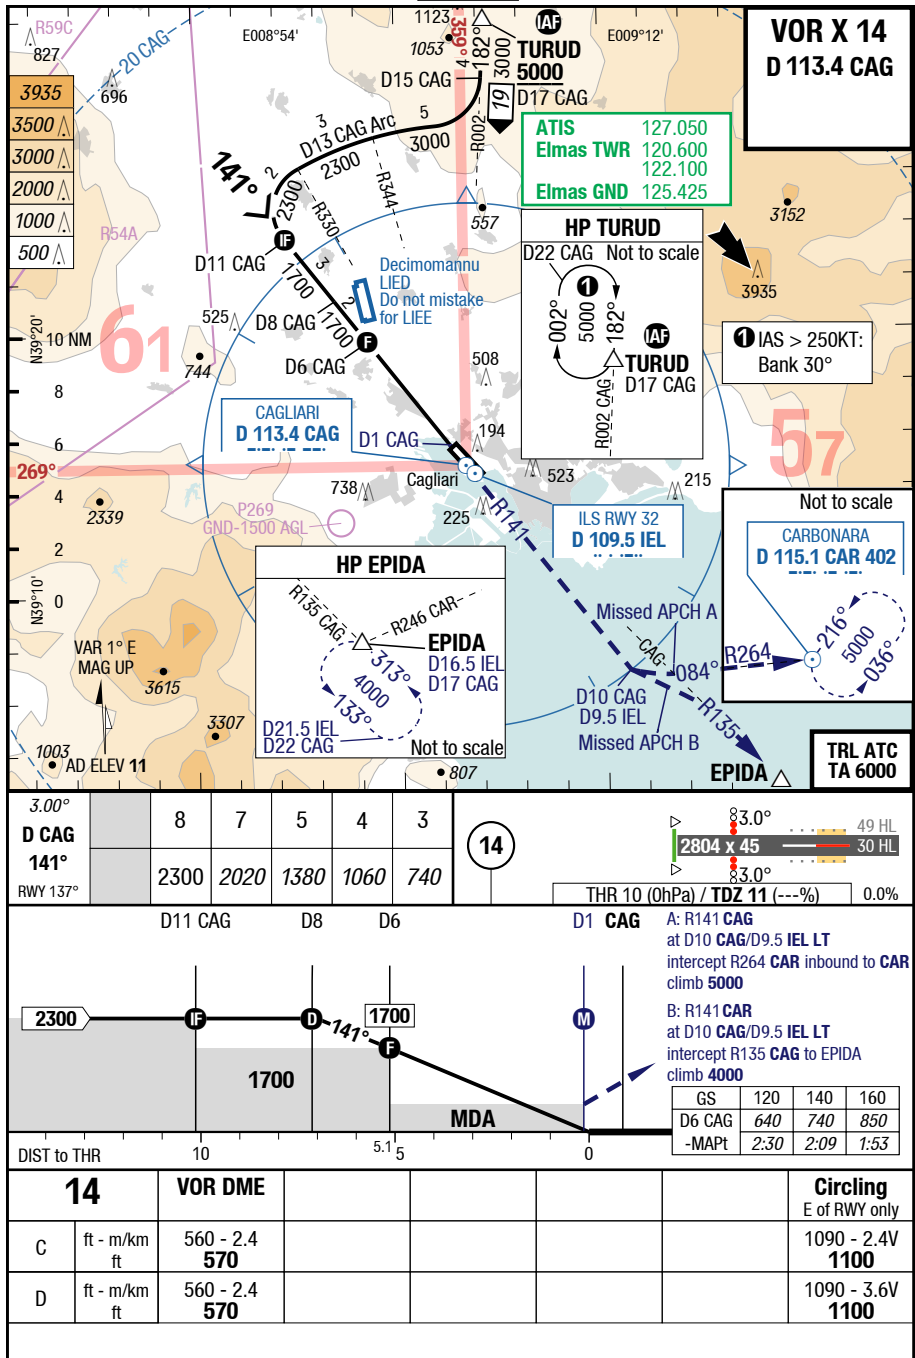 VOR X 14
D 113.4 CAG
R59C
827
20 CAG
696
E008°54'
1123
1053
359°
4
182°
3000
IAF
TURUD
5000
D17 CAG
E009°12'
D15 CAG
19
3935
3500
3000
2000
1000
500
3
D13 CAG Arc
5
2300
3000
R002
141°
2
2300
R330
R344
557
ATIS 127.050
Elmas TWR 120.600
122.100
Elmas GND 125.425
3152
R54A
IF
D11 CAG
1700
3
Decimomannu
LIED
Do not mistake
for LIEE
HP TURUD
D22 CAG
Not to scale
002°
1
5000
182°
IAF
TURUD
D17 CAG
R002 CAG
3935
1 IAS > 250KT:
Bank 30°
61
525
D8 CAG
2
1700
F
D6 CAG
N39°20'
10 NM
744
508
8
CAGLIARI
D 113.4 CAG
D1 CAG
194
6
57
269°
Cagliari
523
215
4
738
2339
P269
GND-1500 AGL
225
R141
ILS RWY 32
D 109.5 IEL
Not to scale
CARBONARA
D 115.1 CAR 402
216°
5000
036°
2
N39°10'
0
HP EPIDA
R135 CAG
R246 CAR
EPIDA
D16.5 IEL
D17 CAG
313°
4000
133°
D21.5 IEL
D22 CAG
Not to scale
Missed APCH A
CAG
084°
R264
D10 CAG
D9.5 IEL
R135
Missed APCH B
EPIDA
VAR 1° E
MAG UP
3615
3307
1003
AD ELEV 11
807
TRL ATC
TA 6000
3.00°
D CAG
141°
RWY 137°
8 7 5 4 3
2300 2020 1380 1060 740
14
3.0°
2804 x 45
3.0°
49 HL
30 HL
THR 10 (0hPa) / TDZ 11 (---%)
0.0%
D11 CAG
D8
D6
D1 CAG
2300
IF
D
141°
1700
F
M
1700
MDA
DIST to THR
10
5.1
5
0
A: R141 CAG
at D10 CAG/D9.5 IEL LT
intercept R264 CAR inbound to CAR
climb 5000
B: R141 CAR
at D10 CAG/D9.5 IEL LT
intercept R135 CAG to EPIDA
climb 4000
GS 120 140 160
D6 CAG 640 740 850
-MAPt 2:30 2:09 1:53
14 VOR DME Circling
E of RWY only
C ft - m/km 560 - 2.4 1090 - 2.4V
ft 570 1100
D ft - m/km 560 - 2.4 1090 - 3.6V
ft 570 1100